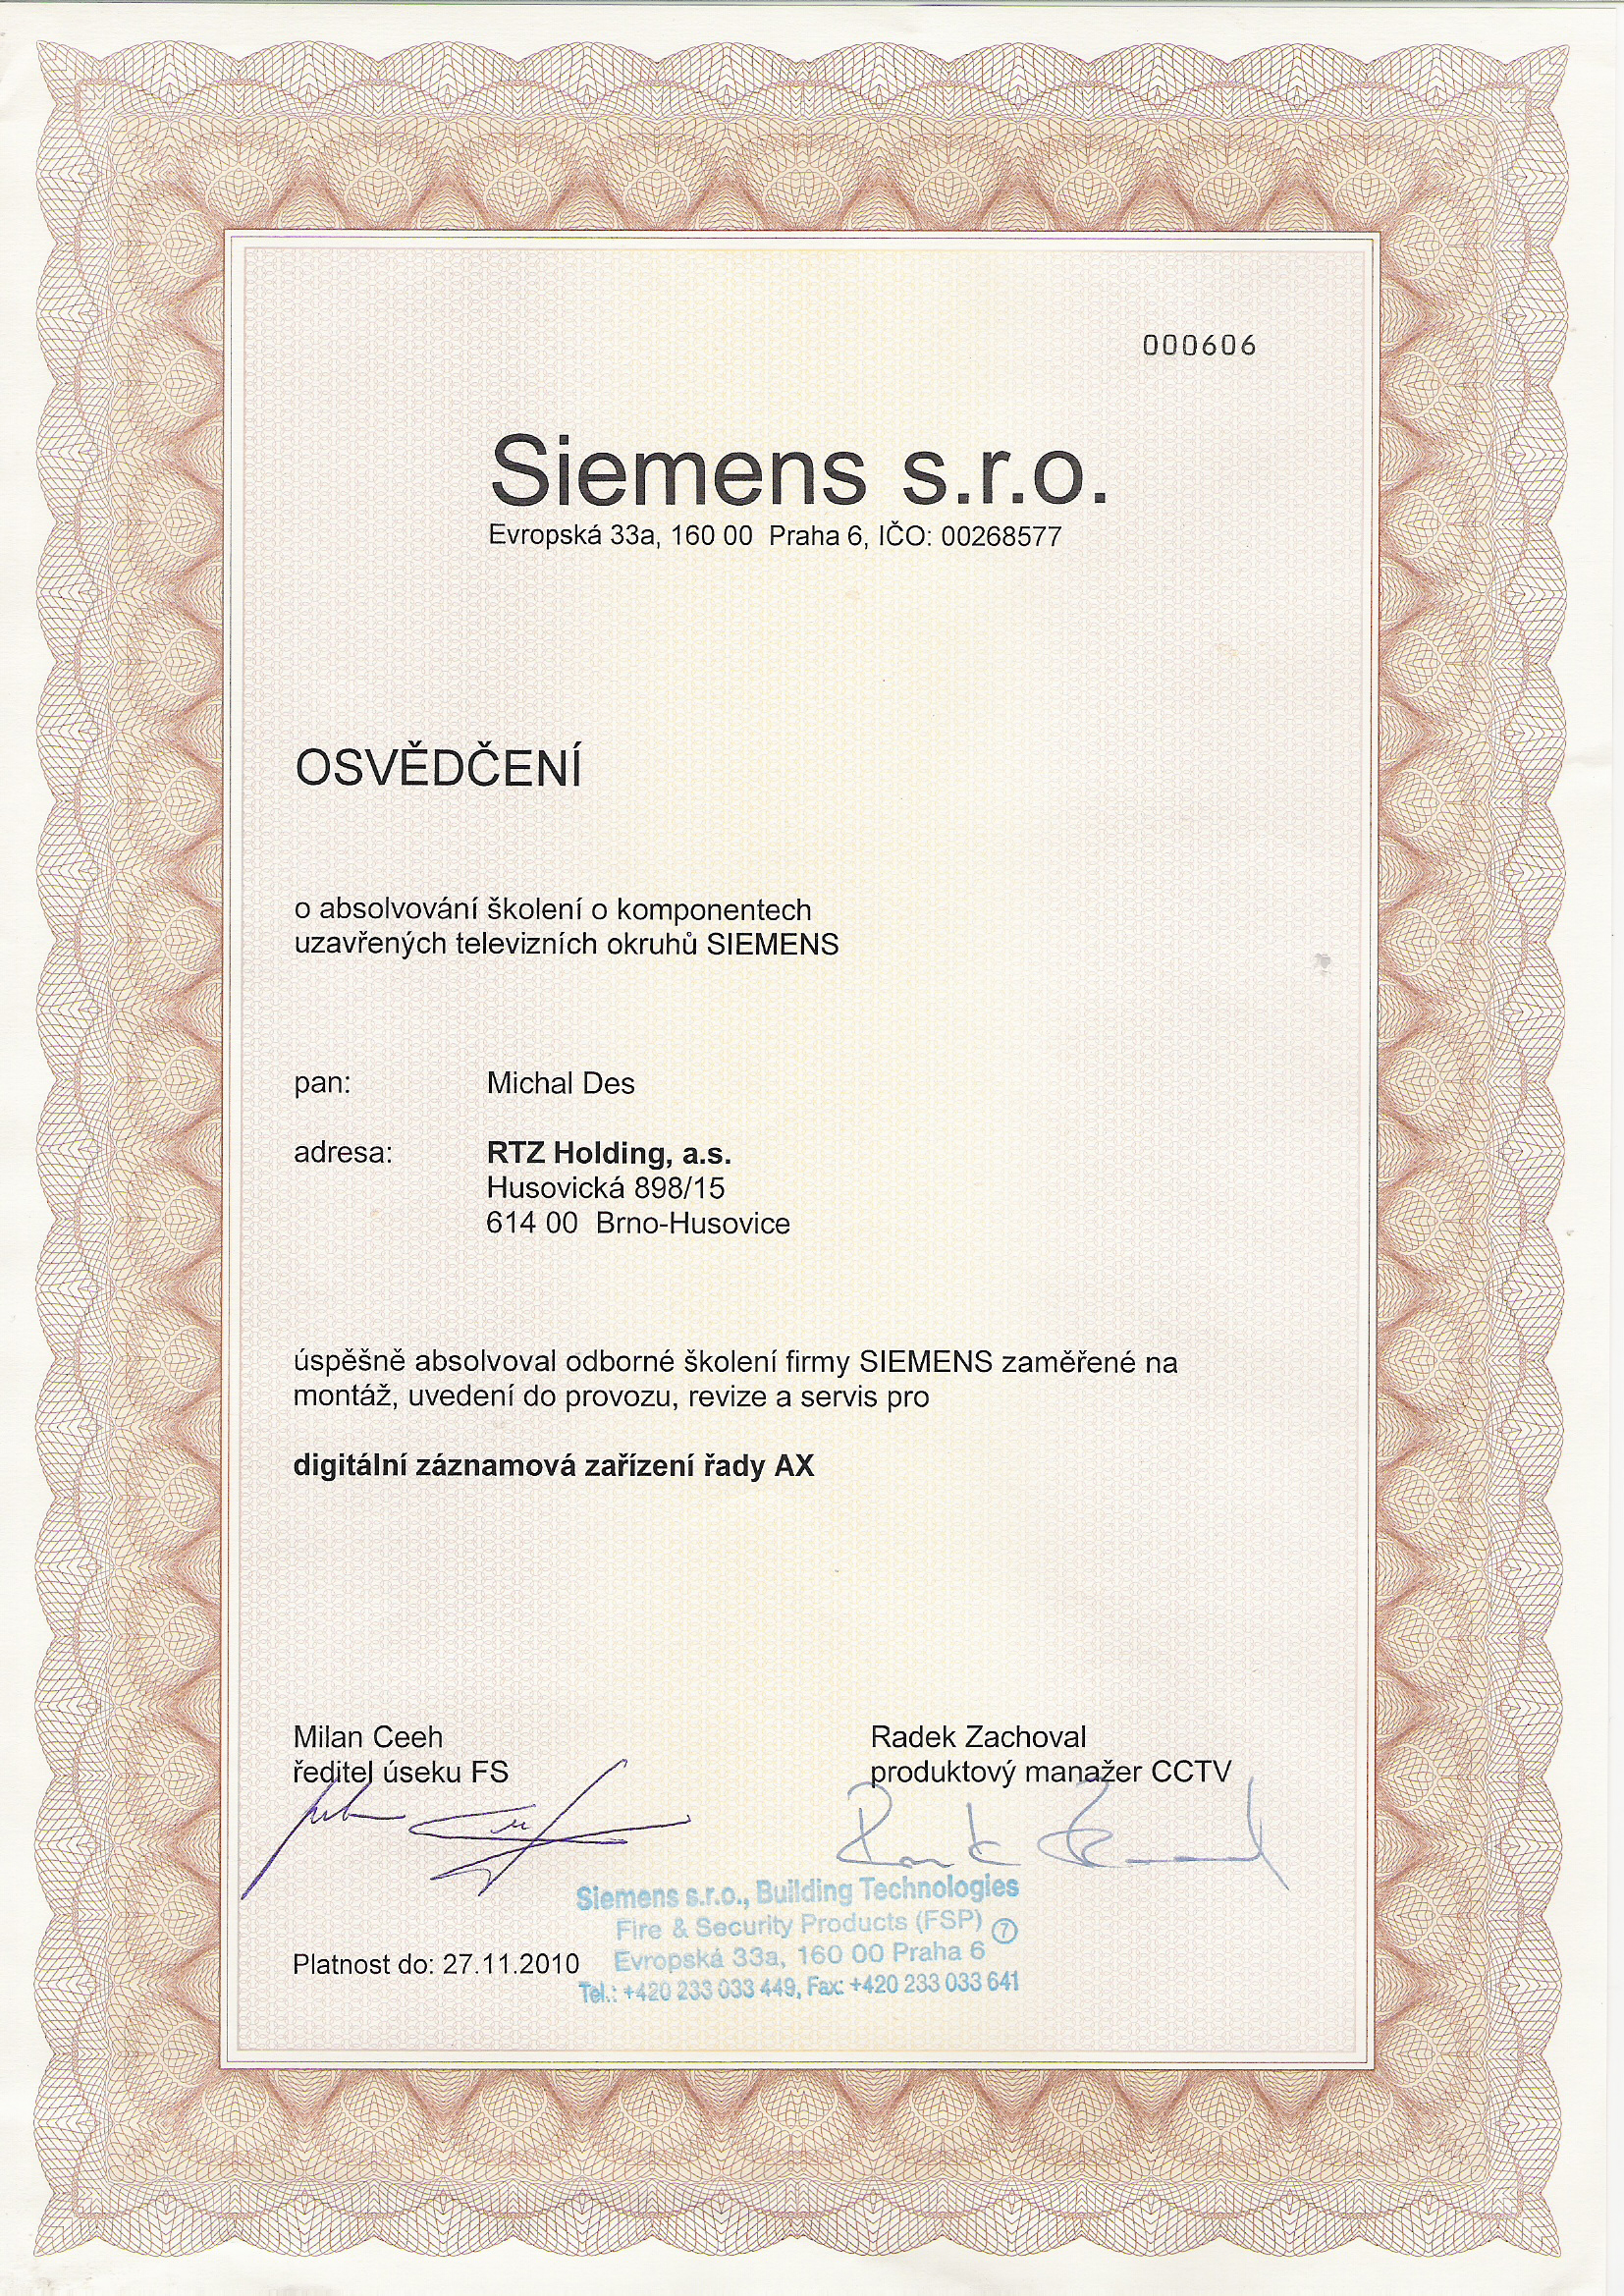 000606
Siemens s.r.o.
Evropská 33a, 160 00 Praha 6, IČO: 00268577
OSVĚDČENÍ
o absolvování školení o komponentech
uzavřených televizních okruhů SIEMENS
pan: Michal Des
adresa: RTZ Holding, a.s.
Husovická 898/15
614 00 Brno-Husovice
úspěšně absolvoval odborné školení firmy SIEMENS zaměřené na
montáž, uvedení do provozu, revize a servis pro
digitální záznamová zařízení řady AX
Milan Ceeh
ředitel úseku FS
Radek Zachoval
produktový manažer CCTV
Siemens s.r.o., Building Technologies
Fire & Security Products (FSP) 7
Evropská 33a, 160 00 Praha 6
Tel.: +420 233 033 449, Fax: +420 233 033 641
Platnost do: 27.11.2010